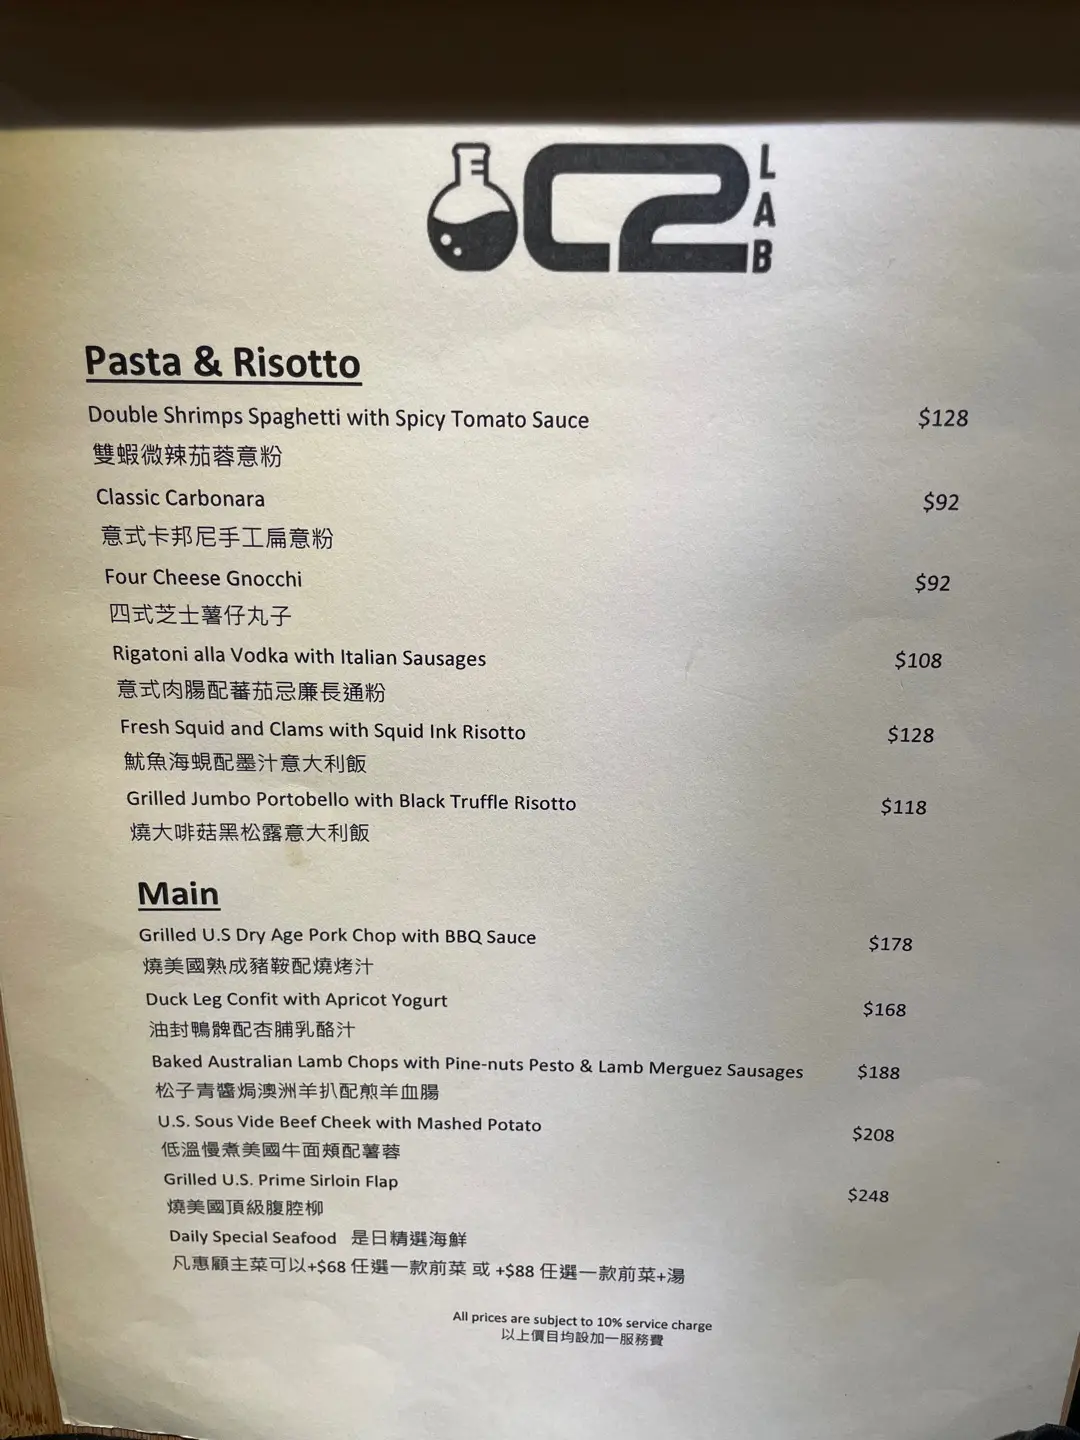 C2 LAB
Pasta & Risotto
Double Shrimps Spaghetti with Spicy Tomato Sauce $128
雙蝦微辣茄蓉意粉
Classic Carbonara $92
意式卡邦尼手工扁意粉
Four Cheese Gnocchi $92
四式芝士薯仔丸子
Rigatoni alla Vodka with Italian Sausages $108
意式肉腸配蕃茄忌廉長通粉
Fresh Squid and Clams with Squid Ink Risotto $128
魷魚海蜆配墨汁意大利飯
Grilled Jumbo Portobello with Black Truffle Risotto $118
燒大啡菇黑松露意大利飯
Main
Grilled U.S Dry Age Pork Chop with BBQ Sauce $178
燒美國熟成豬鞍配燒烤汁
Duck Leg Confit with Apricot Yogurt $168
油封鴨髀配杏脯乳酪汁
Baked Australian Lamb Chops with Pine-nuts Pesto & Lamb Merguez Sausages $188
松子青醬焗澳洲羊扒配煎羊血腸
U.S. Sous Vide Beef Cheek with Mashed Potato $208
低溫慢煮美國牛面頰配薯蓉
Grilled U.S. Prime Sirloin Flap $248
燒美國頂級腹腔柳
Daily Special Seafood 是日精選海鮮
凡惠顧主菜可以+$68 任選一款前菜 或 +$88 任選一款前菜+湯
All prices are subject to 10% service charge
以上價目均設加一服務費